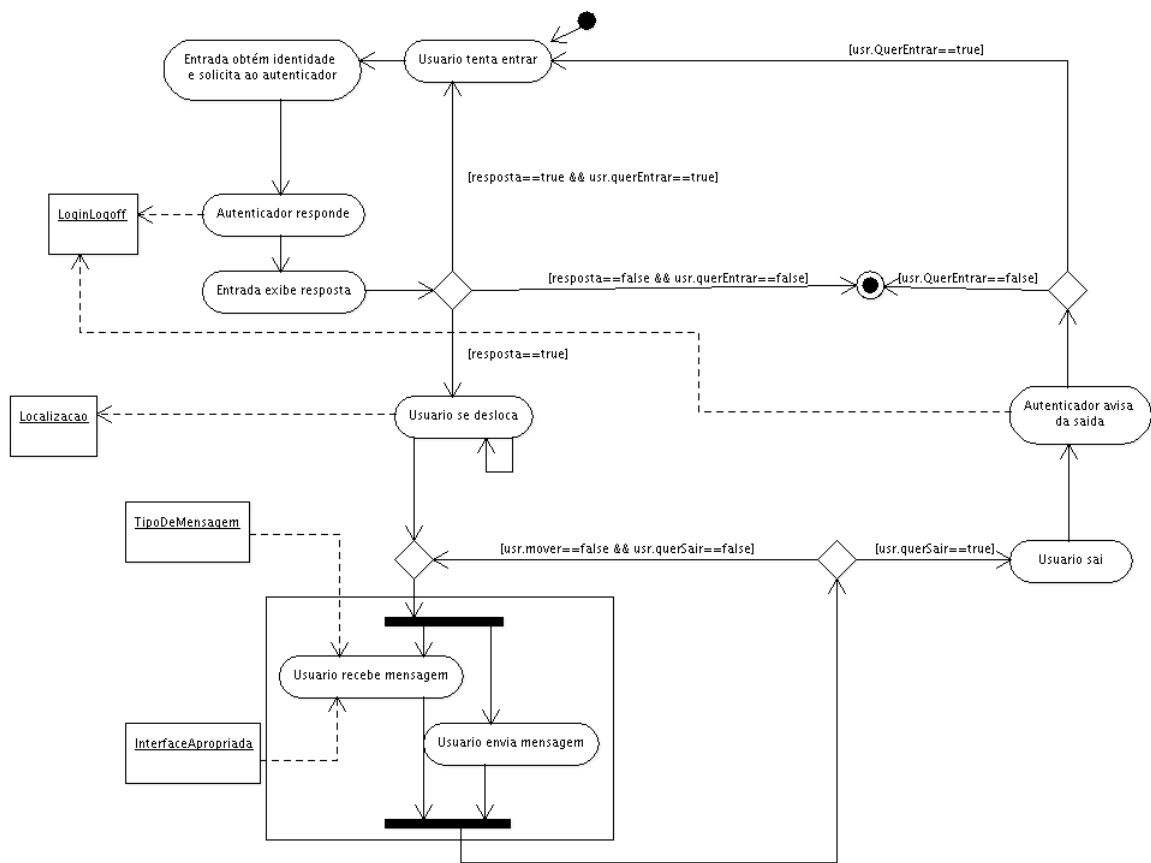 [usr.QuerEntrar==true]
Entrada obtém identidade
e solicita ao autenticador
Usuario tenta entrar
[resposta==true && usr.querEntrar==true]
LoginLogoff
Autenticador responde
[resposta==false && usr.querEntrar==false]
[usr.QuerEntrar==false]
Entrada exibe resposta
[resposta==true]
Localizacao
Usuario se desloca
Autenticador avisa
da saida
TipoDeMensagem
[usr.mover==false && usr.querSair==false]
[usr.querSair==true]
Usuario sai
Usuario recebe mensagem
InterfaceApropriada
Usuario envia mensagem